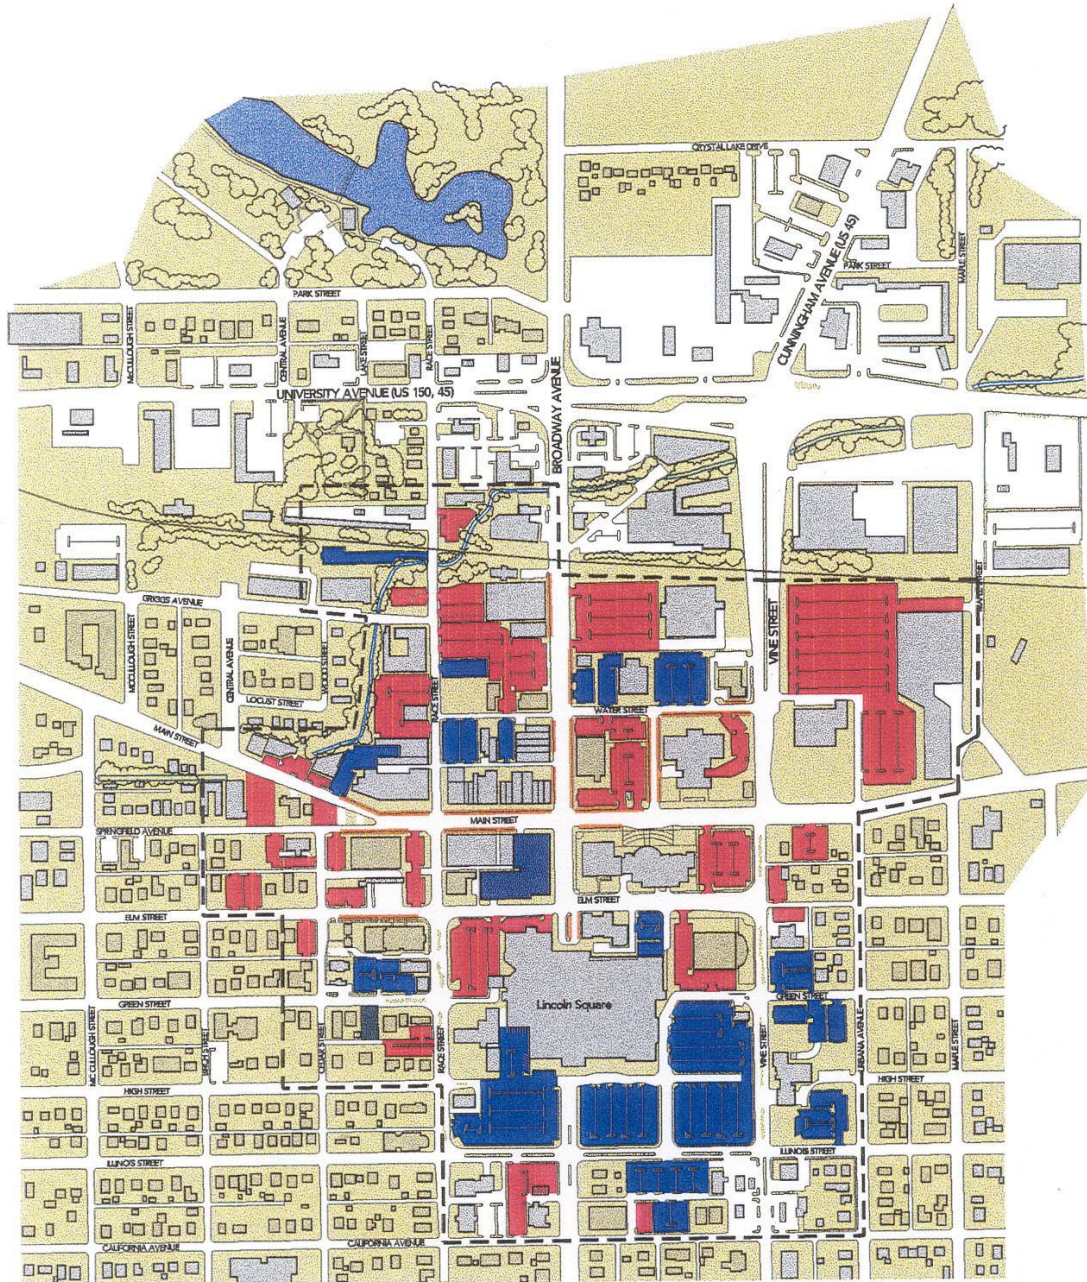 CRYSTAL LAKE DRIVE
CUNNINGHAM AVENUE (US 45)
PARK STREET
MAPLE STREET
PARK STREET
McCULLOUGH STREET
CENTRAL AVENUE
LAKE STREET
RACE STREET
UNIVERSITY AVENUE (US 150, 45)
BROADWAY AVENUE
GRIGGS AVENUE
McCULLOUGH STREET
CENTRAL AVENUE
WOOD STREET
LOCUST STREET
RACE STREET
VINE STREET
WATER STREET
MAIN STREET
MAIN STREET
SPRINGFIELD AVENUE
ELM STREET
ELM STREET
Lincoln Square
GREEN STREET
GREEN STREET
MC CULLOUGH STREET
BIRCH STREET
CEDAR STREET
RACE STREET
VINE STREET
URBANA AVENUE
MAPLE STREET
HIGH STREET
HIGH STREET
ILLINOIS STREET
ILLINOIS STREET
CALIFORNIA AVENUE
CALIFORNIA AVENUE